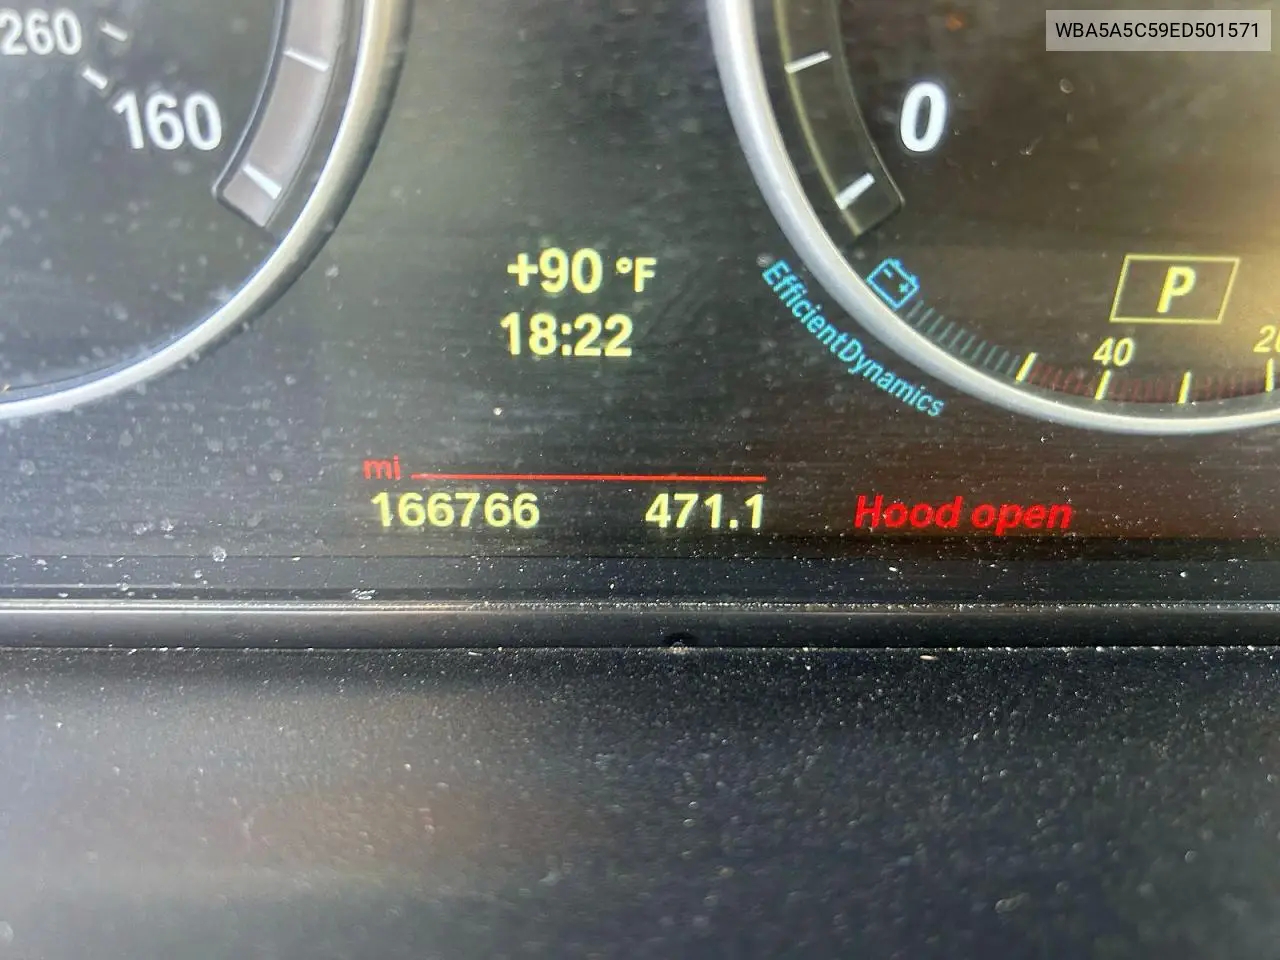 WBA5A5C59ED501571
260
160
0
+90 °F
18:22
EfficientDynamics
P
40
mi
166766 471.1 Hood open